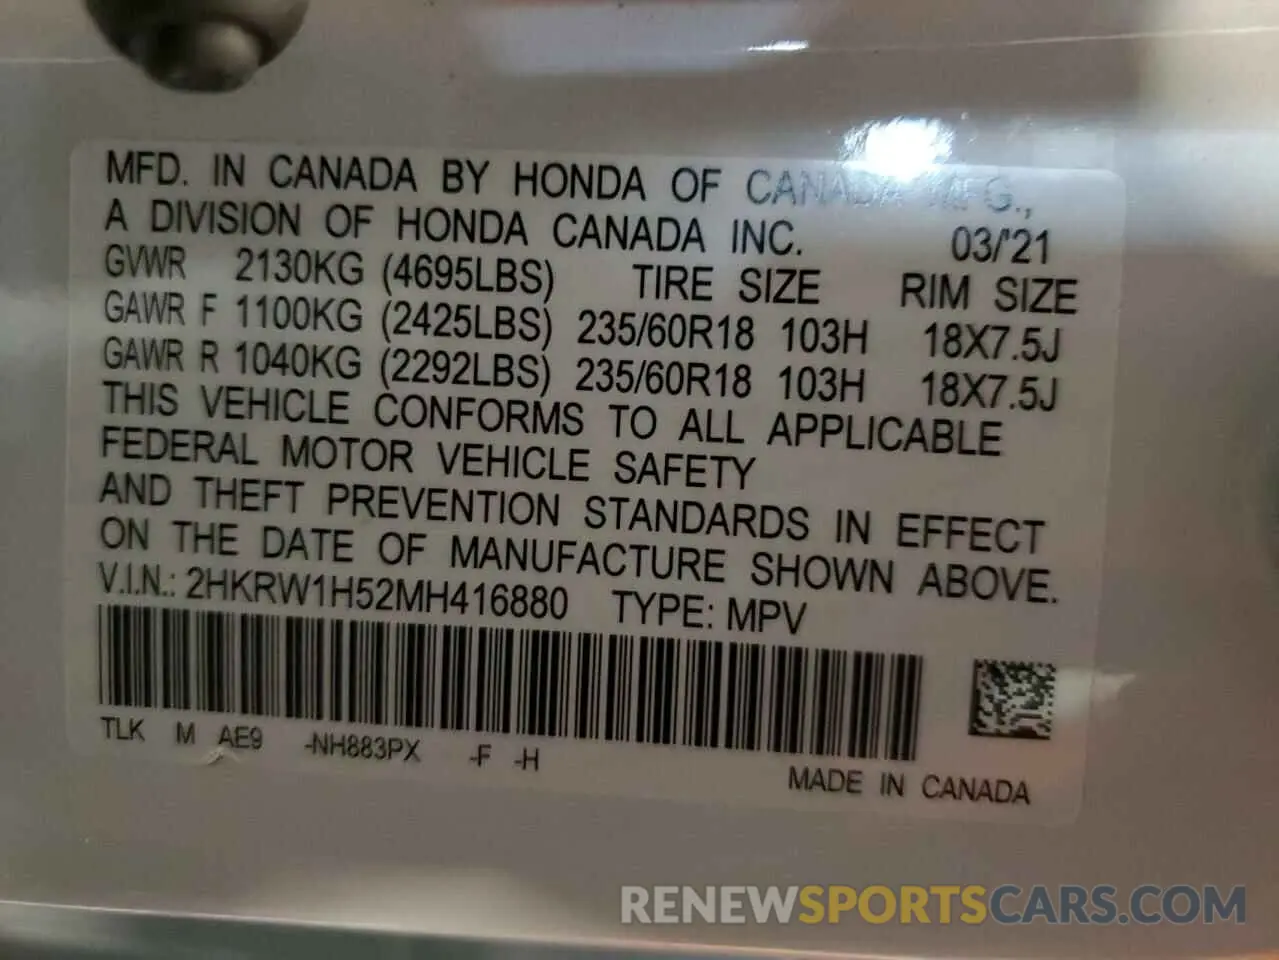 MFD. IN CANADA BY HONDA OF CANADA MFG.,
A DIVISION OF HONDA CANADA INC. 03/'21
GVWR 2130KG (4695LBS) TIRE SIZE RIM SIZE
GAWR F 1100KG (2425LBS) 235/60R18 103H 18X7.5J
GAWR R 1040KG (2292LBS) 235/60R18 103H 18X7.5J
THIS VEHICLE CONFORMS TO ALL APPLICABLE
FEDERAL MOTOR VEHICLE SAFETY
AND THEFT PREVENTION STANDARDS IN EFFECT
ON THE DATE OF MANUFACTURE SHOWN ABOVE.
V.I.N.: 2HKRW1H52MH416880 TYPE: MPV
TLK M AE9 -NH883PX -F -H
MADE IN CANADA
RENEWSPORTSCARS.COM